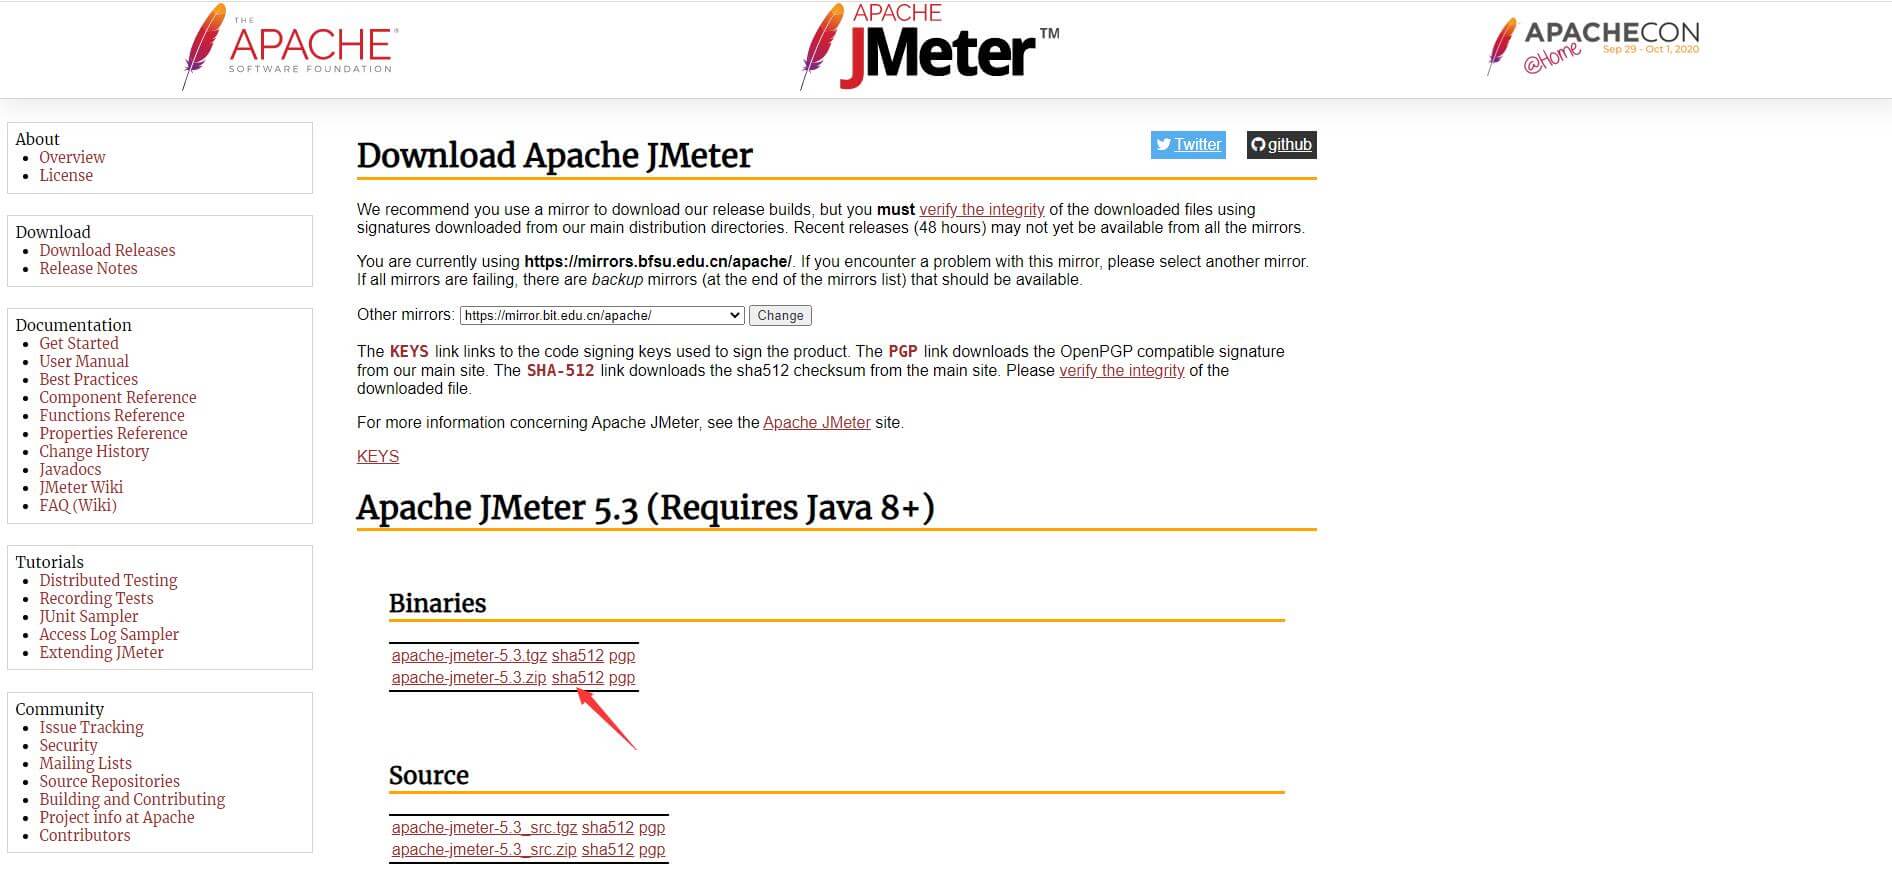 THE
APACHE®
SOFTWARE FOUNDATION
APACHE
JMeter™
APACHECON
@Home
Sep 29 - Oct 1, 2020
About
Overview
License
Download
Download Releases
Release Notes
Documentation
Get Started
User Manual
Best Practices
Component Reference
Functions Reference
Properties Reference
Change History
Javadocs
JMeter Wiki
FAQ (Wiki)
Tutorials
Distributed Testing
Recording Tests
JUnit Sampler
Access Log Sampler
Extending JMeter
Community
Issue Tracking
Security
Mailing Lists
Source Repositories
Building and Contributing
Project info at Apache
Contributors
Twitter
github
Download Apache JMeter
We recommend you use a mirror to download our release builds, but you must verify the integrity of the downloaded files using
signatures downloaded from our main distribution directories. Recent releases (48 hours) may not yet be available from all the mirrors.
You are currently using https://mirrors.bfsu.edu.cn/apache/. If you encounter a problem with this mirror, please select another mirror.
If all mirrors are failing, there are backup mirrors (at the end of the mirrors list) that should be available.
Other mirrors: https://mirror.bit.edu.cn/apache/ Change
The KEYS link links to the code signing keys used to sign the product. The PGP link downloads the OpenPGP compatible signature
from our main site. The SHA-512 link downloads the sha512 checksum from the main site. Please verify the integrity of the
downloaded file.
For more information concerning Apache JMeter, see the Apache JMeter site.
KEYS
Apache JMeter 5.3 (Requires Java 8+)
Binaries
apache-jmeter-5.3.tgz sha512 pgp
apache-jmeter-5.3.zip sha512 pgp
Source
apache-jmeter-5.3_src.tgz sha512 pgp
apache-jmeter-5.3_src.zip sha512 pgp